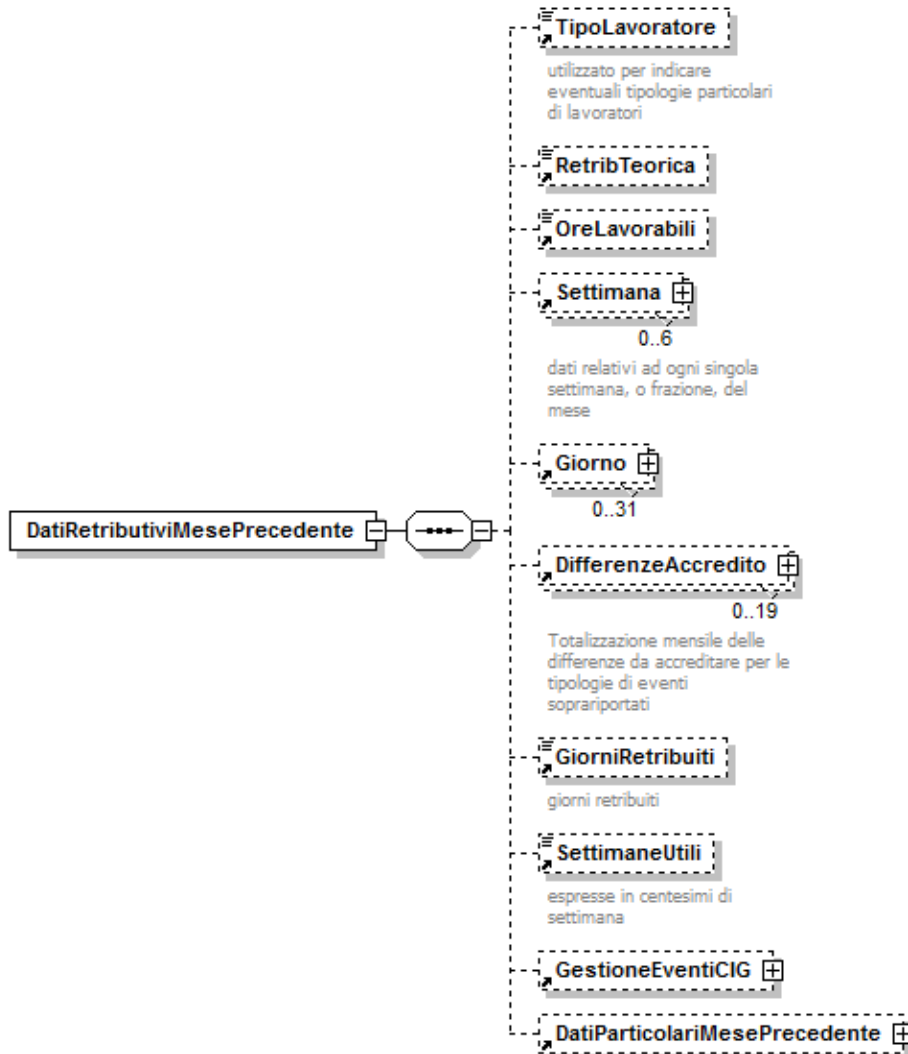 TipoLavoratore
utilizzato per indicare
eventuali tipologie particolari
di lavoratori
RetribTeorica
OreLavorabili
Settimana
0..6
dati relativi ad ogni singola
settimana, o frazione, del
mese
Giorno
0..31
DatiRetributiviMesePrecedente
DifferenzeAccredito
0..19
Totalizzazione mensile delle
differenze da accreditare per le
tipologie di eventi
soprariportati
GiorniRetribuiti
giorni retribuiti
SettimaneUtili
espresse in centesimi di
settimana
GestioneEventiCIG
DatiParticolariMesePrecedente